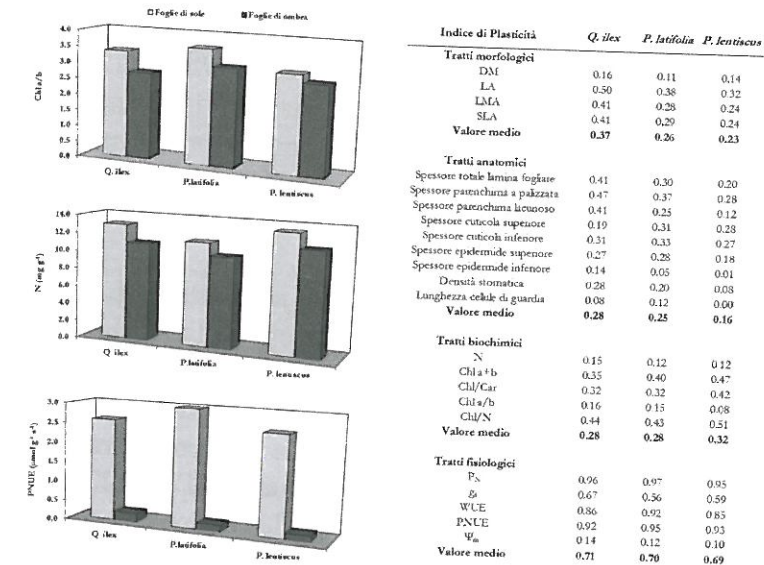 Foglie di sole Foglie di ombra
4.0
3.5
3.0
2.5
2.0
1.5
1.0
0.5
0.0
Chl a/b
Q. ilex P.latifolia P. lentiscus
14.0
12.0
10.0
8.0
6.0
4.0
2.0
0.0
N (mg g⁻¹)
Q. ilex P.latifolia P. lentiscus
3.0
2.5
2.0
1.5
1.0
0.5
0.0
PNUE (μmol g⁻¹ s⁻¹)
Q. ilex P.latifolia P. lentiscus
Indice di Plasticità Q. ilex P. latifolia P. lentiscus
Tratti morfologici
DM 0.16 0.11 0.14
LA 0.50 0.38 0.32
LMA 0.41 0.28 0.24
SLA 0.41 0.29 0.24
Valore medio 0.37 0.26 0.23
Tratti anatomici
Spessore totale lamina fogliare 0.41 0.30 0.20
Spessore parenchima a palizzata 0.47 0.37 0.28
Spessore parenchima lacunoso 0.41 0.25 0.12
Spessore cuticola superiore 0.19 0.31 0.28
Spessore cuticola inferiore 0.31 0.33 0.27
Spessore epidermide superiore 0.27 0.28 0.18
Spessore epidermide inferiore 0.14 0.05 0.01
Densità stomatica 0.28 0.20 0.08
Lunghezza cellule di guardia 0.08 0.12 0.00
Valore medio 0.28 0.25 0.16
Tratti biochimici
N 0.15 0.12 0.12
Chl a+b 0.35 0.40 0.47
Chl/Car 0.32 0.32 0.42
Chl a/b 0.16 0.15 0.08
Chl/N 0.44 0.43 0.51
Valore medio 0.28 0.28 0.32
Tratti fisiologici
P_N 0.96 0.97 0.95
gs 0.67 0.56 0.59
WUE 0.86 0.92 0.85
PNUE 0.92 0.95 0.93
Ψ_m 0.14 0.12 0.10
Valore medio 0.71 0.70 0.69